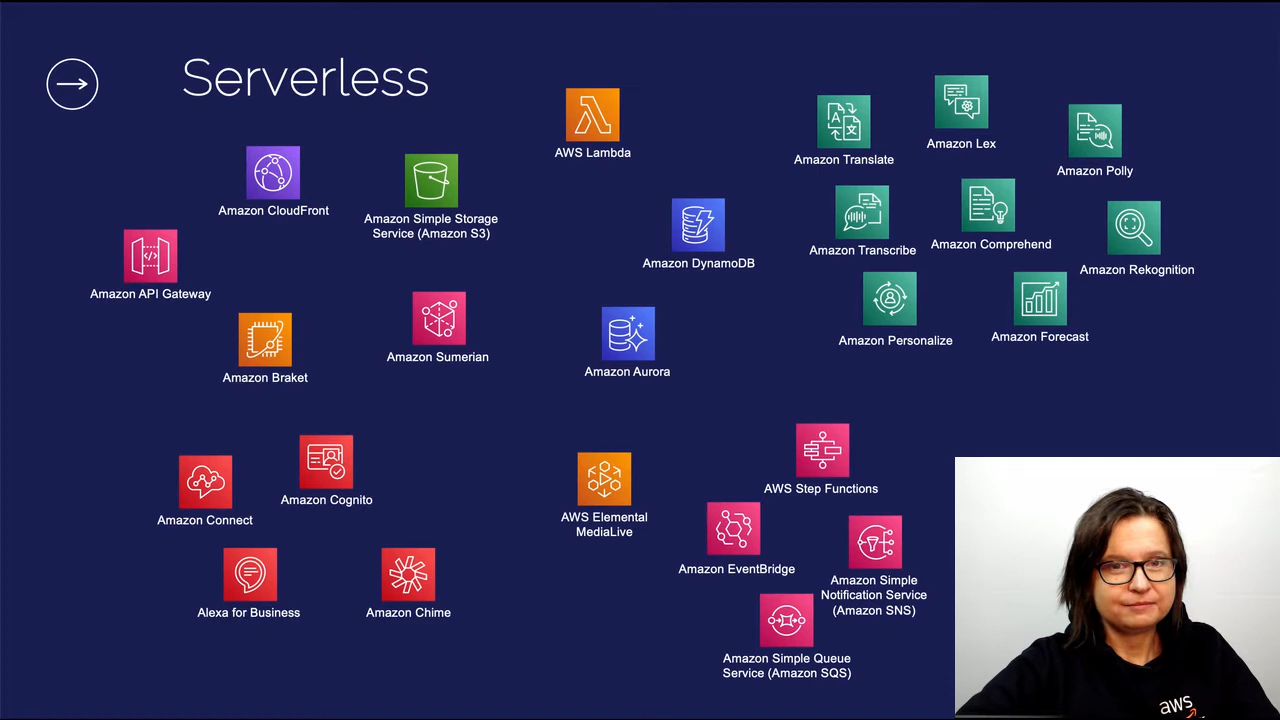 Serverless
AWS Lambda
Amazon Translate
Amazon Lex
Amazon Polly
Amazon CloudFront
Amazon Simple Storage
Service (Amazon S3)
Amazon DynamoDB
Amazon Transcribe
Amazon Comprehend
Amazon Rekognition
Amazon API Gateway
Amazon Braket
Amazon Sumerian
Amazon Aurora
Amazon Personalize
Amazon Forecast
Amazon Connect
Amazon Cognito
Alexa for Business
Amazon Chime
AWS Elemental
MediaLive
AWS Step Functions
Amazon EventBridge
Amazon Simple
Notification Service
(Amazon SNS)
Amazon Simple Queue
Service (Amazon SQS)
aws